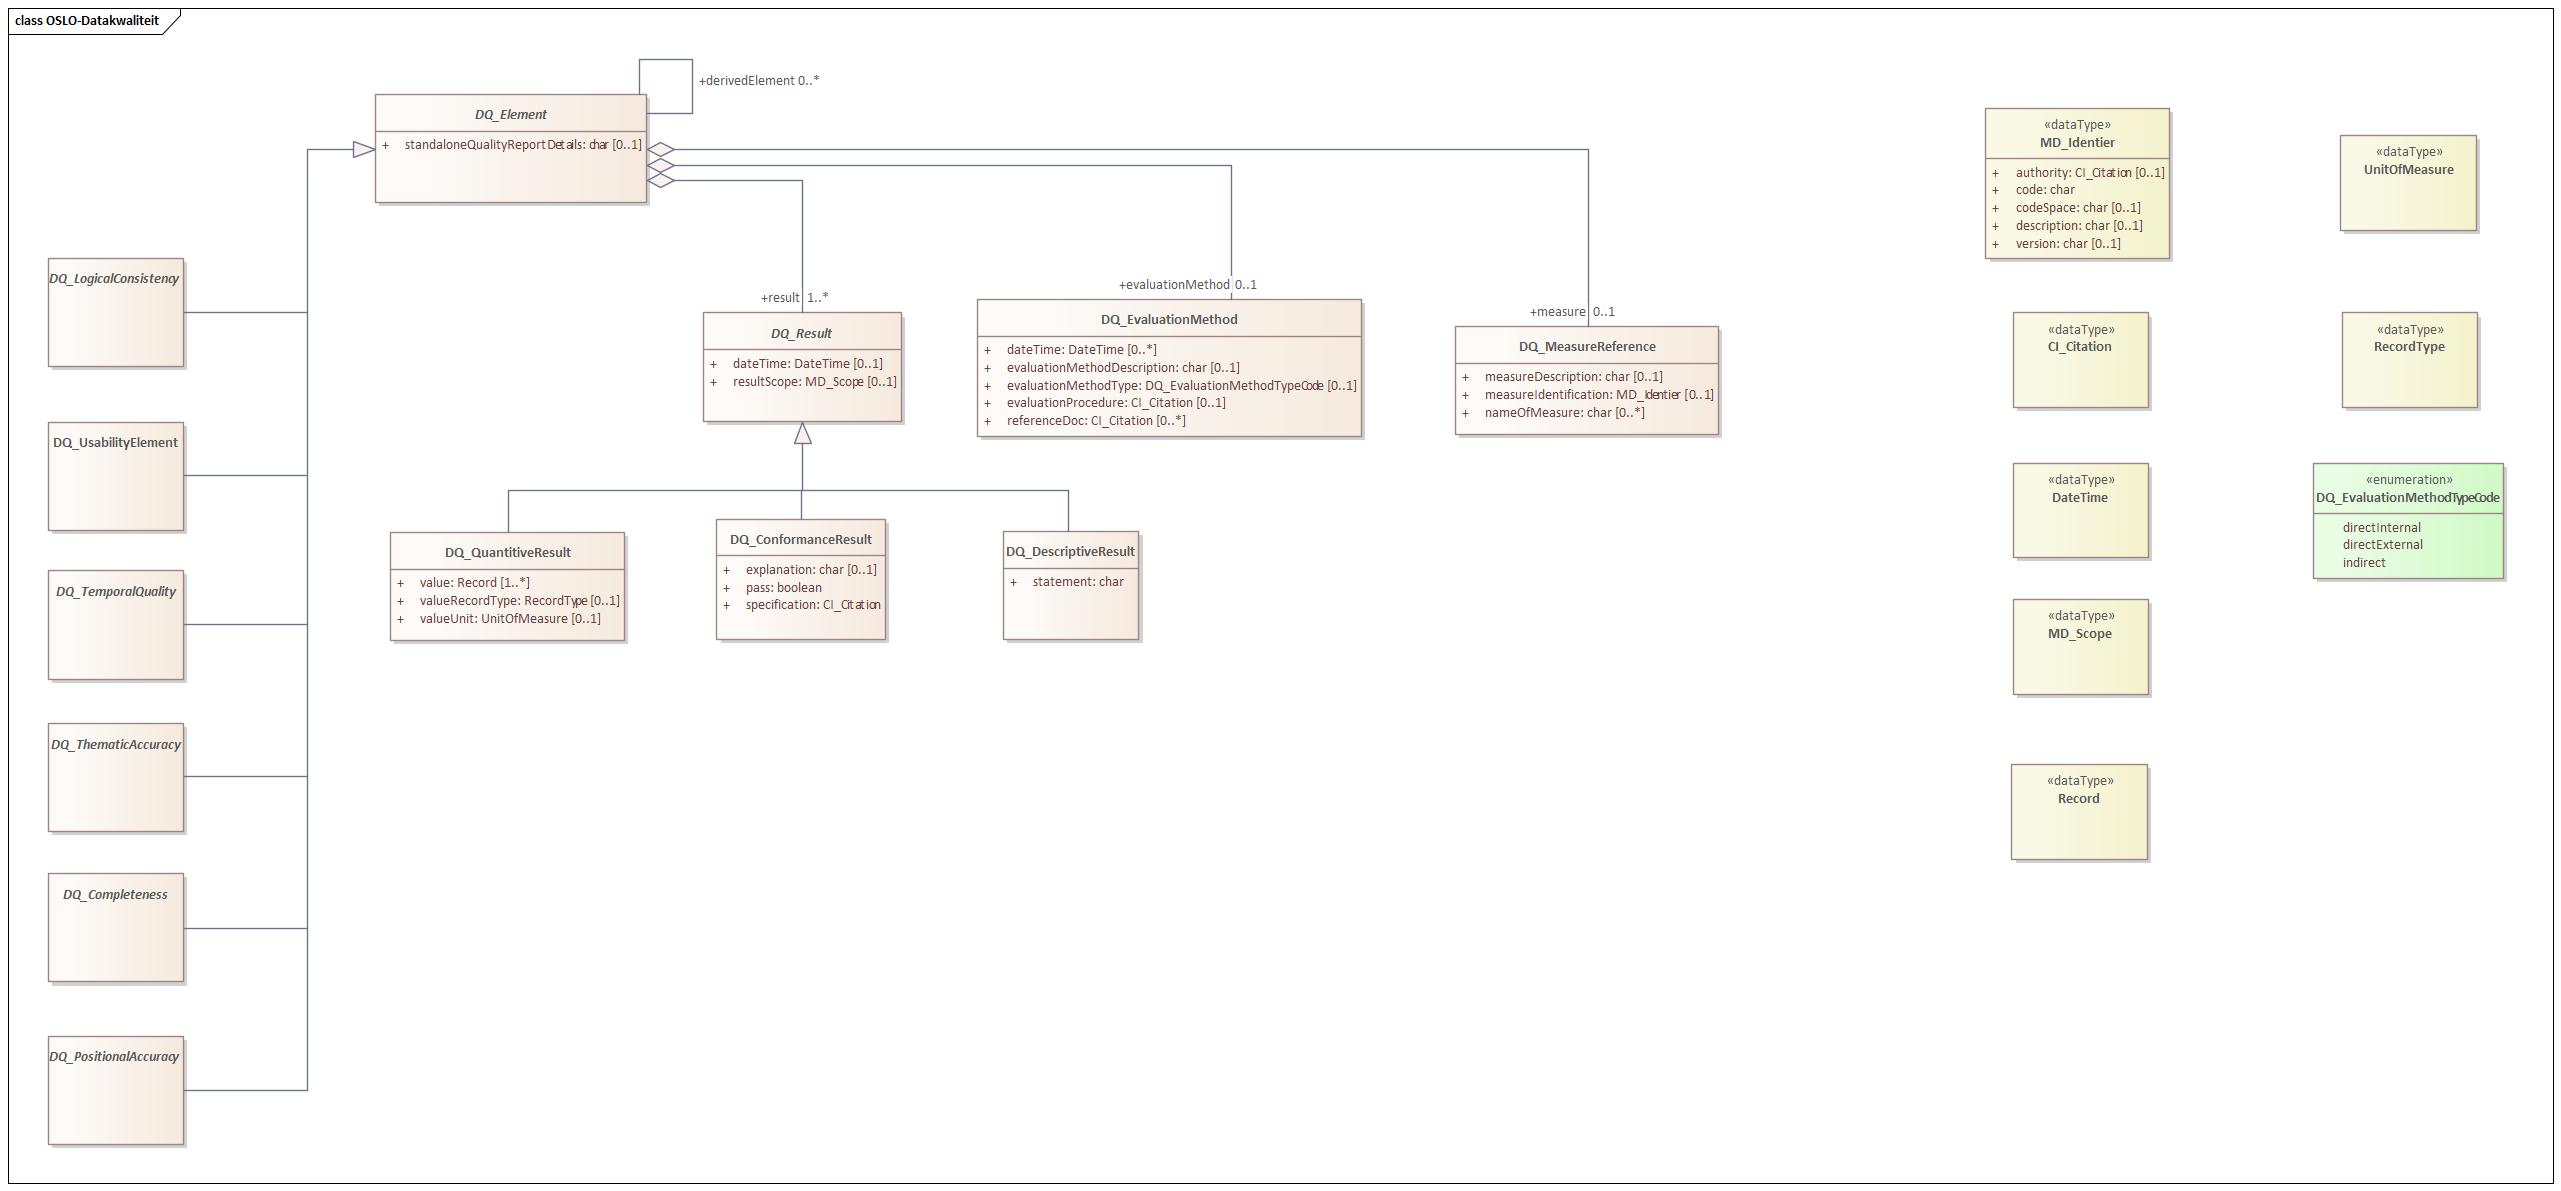 class OSLO-Datakwaliteit
+derivedElement 0..*
DQ_Element
+ standaloneQualityReportDetails: char [0..1]
DQ_LogicalConsistency
DQ_UsabilityElement
DQ_TemporalQuality
DQ_ThematicAccuracy
DQ_Completeness
DQ_PositionalAccuracy
+result 1..*
DQ_Result
+ dateTime: DateTime [0..1]
+ resultScope: MD_Scope [0..1]
+evaluationMethod 0..1
DQ_EvaluationMethod
+ dateTime: DateTime [0..*]
+ evaluationMethodDescription: char [0..1]
+ evaluationMethodType: DQ_EvaluationMethodTypeCode [0..1]
+ evaluationProcedure: CI_Citation [0..1]
+ referenceDoc: CI_Citation [0..*]
+measure 0..1
DQ_MeasureReference
+ measureDescription: char [0..1]
+ measureIdentification: MD_Identier [0..1]
+ nameOfMeasure: char [0..*]
DQ_QuantitiveResult
+ value: Record [1..*]
+ valueRecordType: RecordType [0..1]
+ valueUnit: UnitOfMeasure [0..1]
DQ_ConformanceResult
+ explanation: char [0..1]
+ pass: boolean
+ specification: CI_Citation
DQ_DescriptiveResult
+ statement: char
«dataType»
MD_Identier
+ authority: CI_Citation [0..1]
+ code: char
+ codeSpace: char [0..1]
+ description: char [0..1]
+ version: char [0..1]
«dataType»
UnitOfMeasure
«dataType»
CI_Citation
«dataType»
RecordType
«dataType»
DateTime
«enumeration»
DQ_EvaluationMethodTypeCode
directInternal
directExternal
indirect
«dataType»
MD_Scope
«dataType»
Record